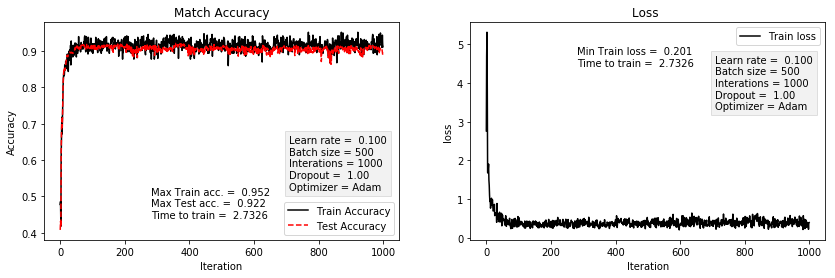 Match Accuracy
Accuracy
0.9
0.8
0.7
0.6
0.5
0.4
Learn rate =  0.100
Batch size = 500
Interations = 1000
Dropout =  1.00
Optimizer = Adam
Max Train acc. =  0.952
Max Test acc. =  0.922
Time to train =  2.7326
Train Accuracy
Test Accuracy
0 200 400 600 800 1000
Iteration
Loss
loss
5
4
3
2
1
0
Train loss
Min Train loss =  0.201
Time to train =  2.7326
Learn rate =  0.100
Batch size = 500
Interations = 1000
Dropout =  1.00
Optimizer = Adam
0 200 400 600 800 1000
Iteration